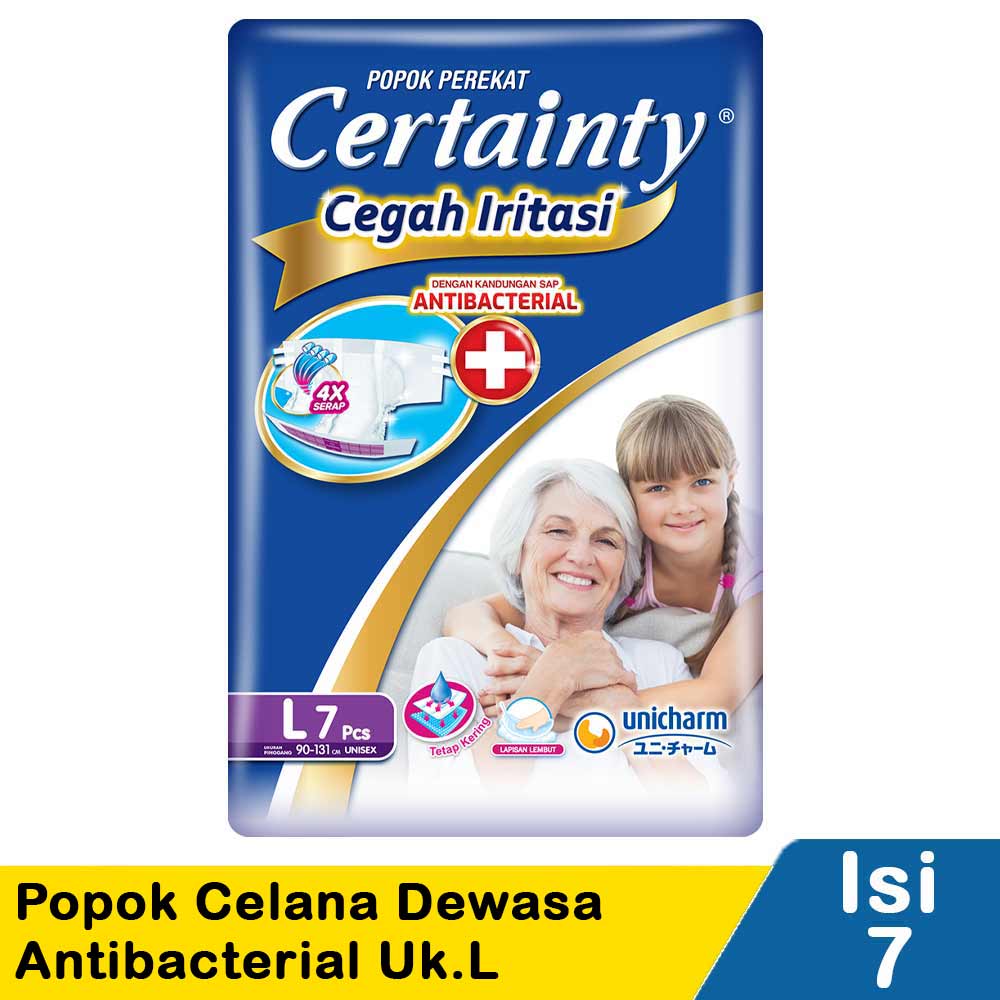 POPOK PEREKAT
Certainty®
Cegah Iritasi
DENGAN KANDUNGAN SAP
ANTIBACTERIAL
4X
SERAP
L 7 Pcs
UKURAN PINGGANG 90-131 CM UNISEX
Tetap Kering
LAPISAN LEMBUT
unicharm
ユニ・チャーム
Popok Celana Dewasa
Antibacterial Uk.L
Isi
7